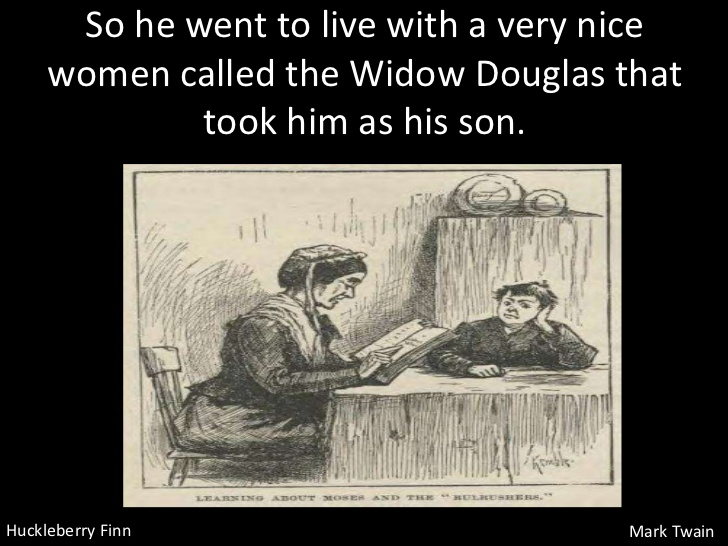 So he went to live with a very nice
women called the Widow Douglas that
took him as his son.
Kemble.
LEARNING ABOUT MOSES AND THE "BULRUSHERS."
Huckleberry Finn
Mark Twain